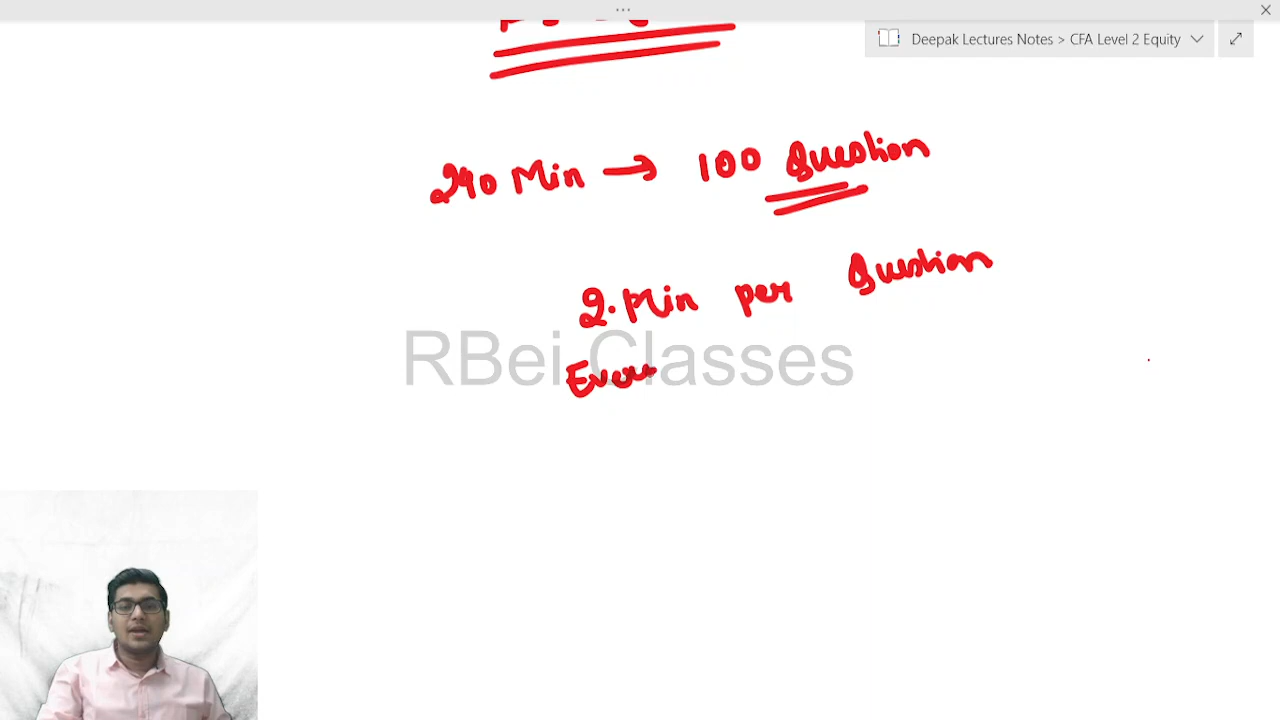 Deepak Lectures Notes > CFA Level 2 Equity
240 Min → 100 Question
2. Min per Question
RBei Classes